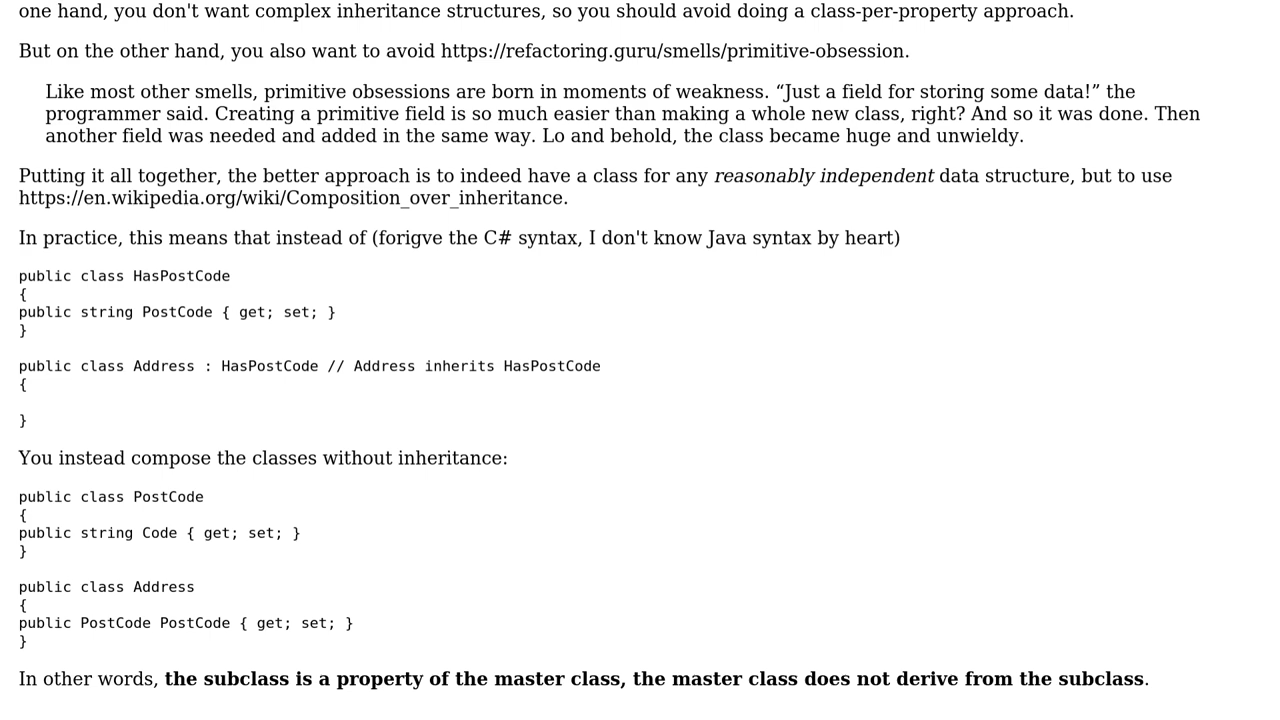 one hand, you don't want complex inheritance structures, so you should avoid doing a class-per-property approach.
But on the other hand, you also want to avoid https://refactoring.guru/smells/primitive-obsession.
Like most other smells, primitive obsessions are born in moments of weakness. “Just a field for storing some data!” the
programmer said. Creating a primitive field is so much easier than making a whole new class, right? And so it was done. Then
another field was needed and added in the same way. Lo and behold, the class became huge and unwieldy.
Putting it all together, the better approach is to indeed have a class for any reasonably independent data structure, but to use
https://en.wikipedia.org/wiki/Composition_over_inheritance.
In practice, this means that instead of (forigve the C# syntax, I don't know Java syntax by heart)
public class HasPostCode
{
public string PostCode { get; set; }
}
public class Address : HasPostCode // Address inherits HasPostCode
{
}
You instead compose the classes without inheritance:
public class PostCode
{
public string Code { get; set; }
}
public class Address
{
public PostCode PostCode { get; set; }
}
In other words, the subclass is a property of the master class, the master class does not derive from the subclass.